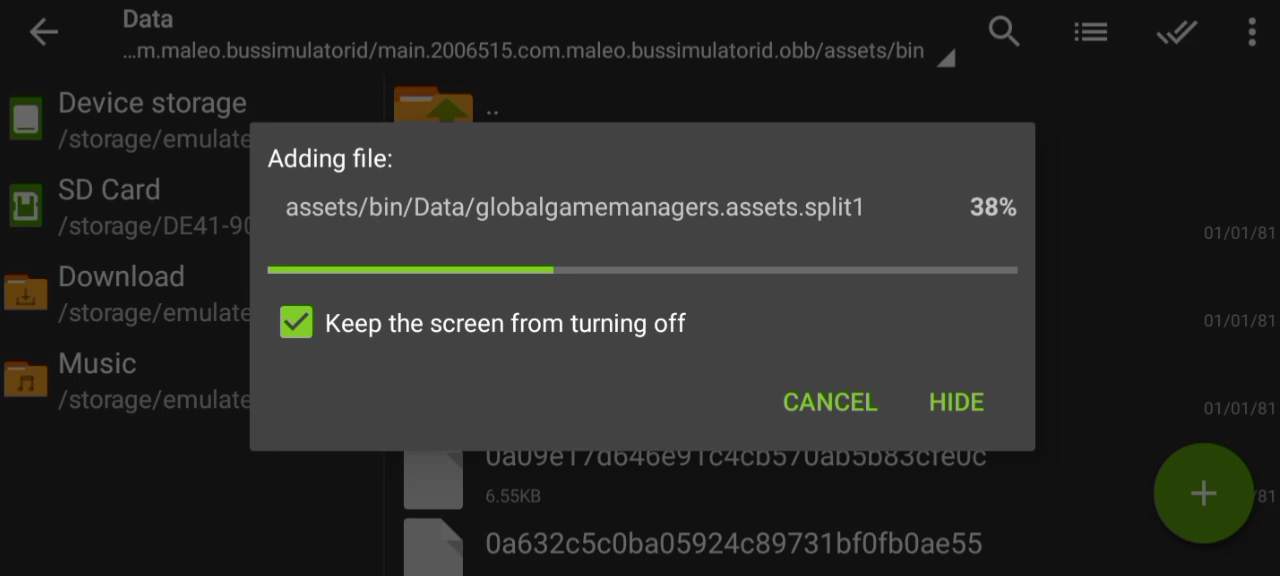 Data
...m.maleo.bussimulatorid/main.2006515.com.maleo.bussimulatorid.obb/assets/bin
Device storage
/storage/emulate
SD Card
/storage/DE41-90
Download
/storage/emulate
Music
/storage/emulate
..
Adding file:
assets/bin/Data/globalgamemanagers.assets.split1
38%
Keep the screen from turning off
CANCEL
HIDE
01/01/81
01/01/81
01/01/81
6.55KB
/81
0a632c5c0ba05924c89731bf0fb0ae55